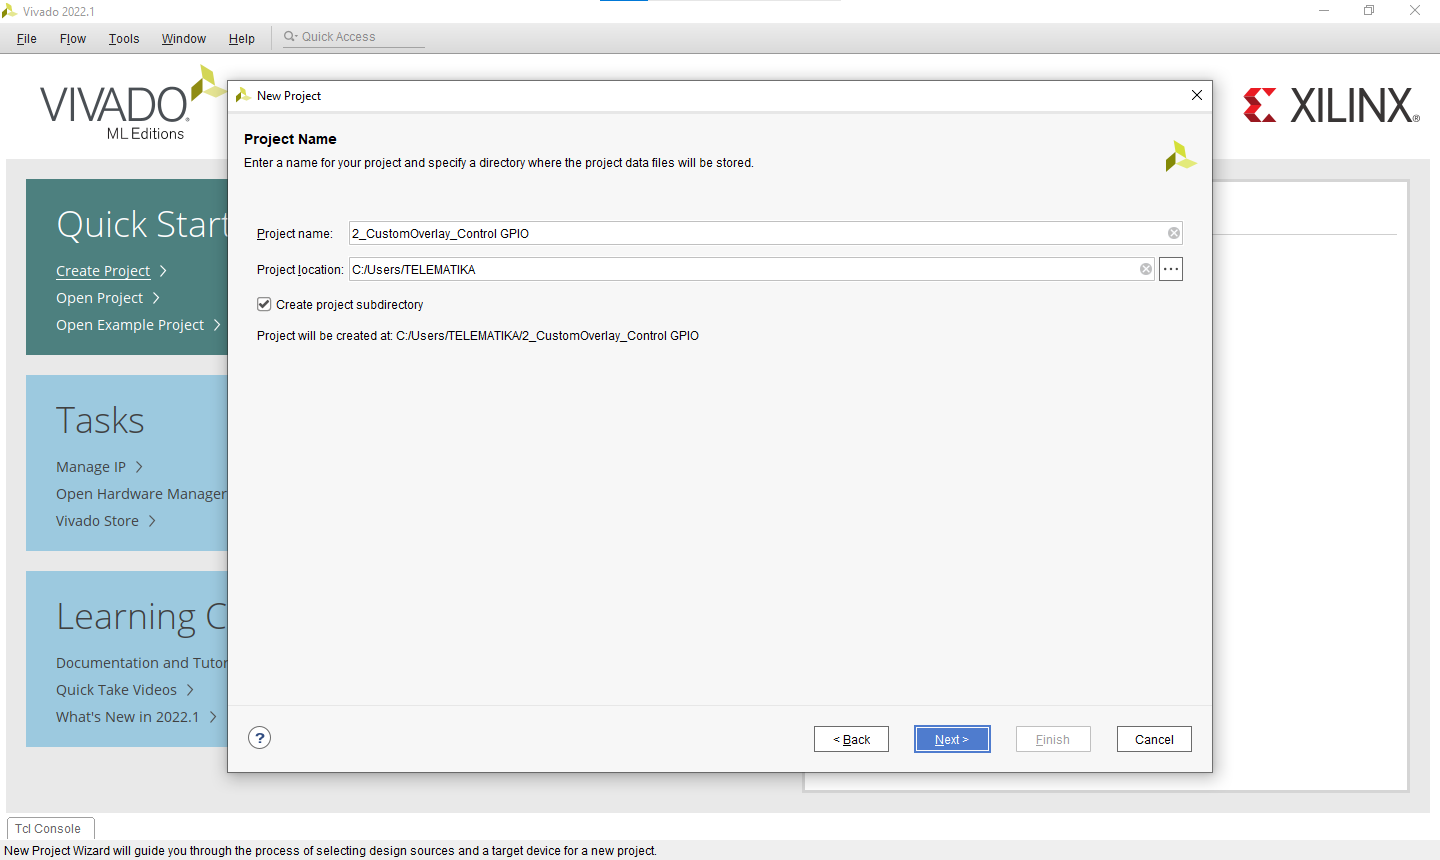 Vivado 2022.1
File Flow Tools Window Help Quick Access
VIVADO®
ML Editions
XILINX®
New Project
Project Name
Enter a name for your project and specify a directory where the project data files will be stored.
Project name: 2_CustomOverlay_Control GPIO
Project location: C:/Users/TELEMATIKA ...
Create project subdirectory
Project will be created at: C:/Users/TELEMATIKA/2_CustomOverlay_Control GPIO
Quick Start
Create Project >
Open Project >
Open Example Project >
Tasks
Manage IP >
Open Hardware Manager
Vivado Store >
Learning C
Documentation and Tutor
Quick Take Videos >
What's New in 2022.1 >
? < Back Next > Finish Cancel
Tcl Console
New Project Wizard will guide you through the process of selecting design sources and a target device for a new project.